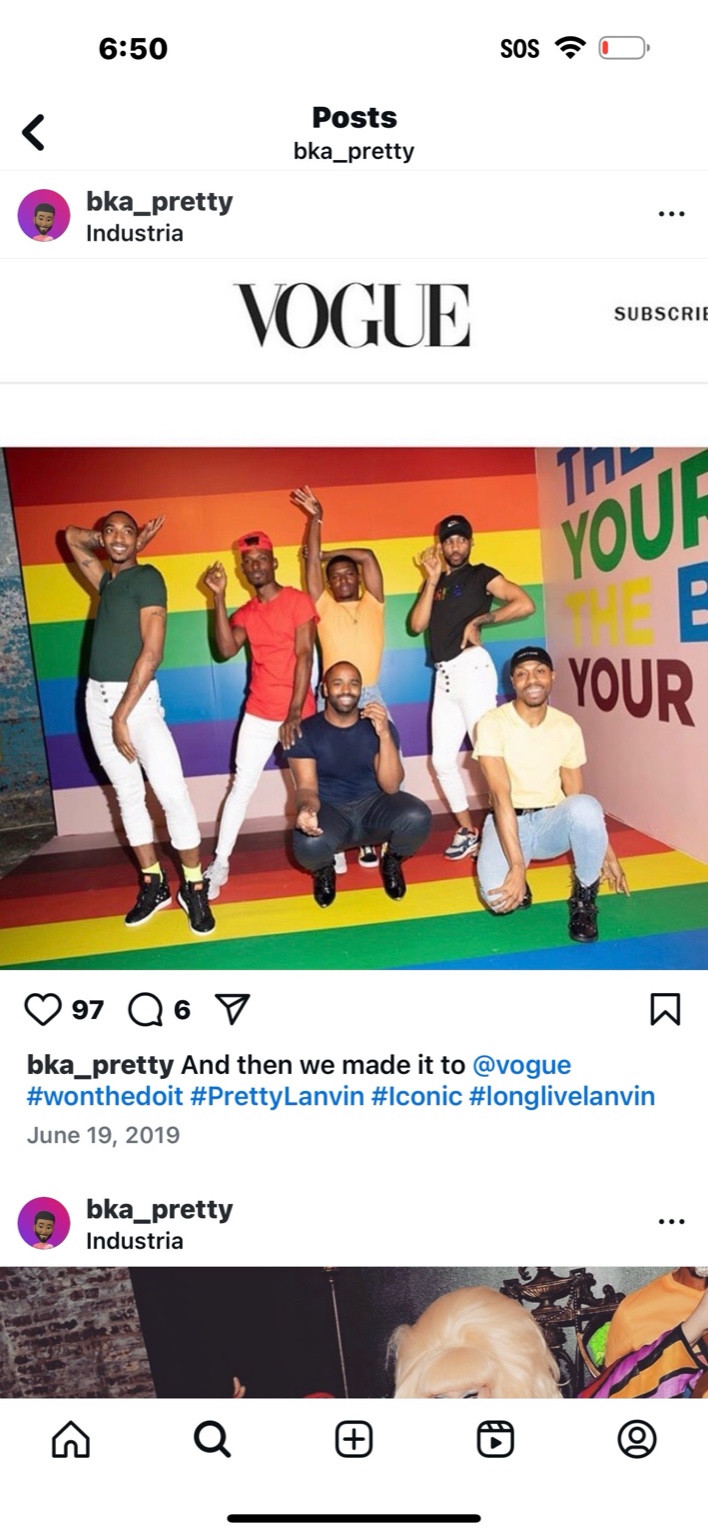 6:50 SOS
Posts
bka_pretty
bka_pretty
Industria
VOGUE SUBSCRIE
THE
YOUR
THE B
YOUR
97 6
bka_pretty And then we made it to @vogue
#wonthedoit #PrettyLanvin #Iconic #longlivelanvin
June 19, 2019
bka_pretty
Industria